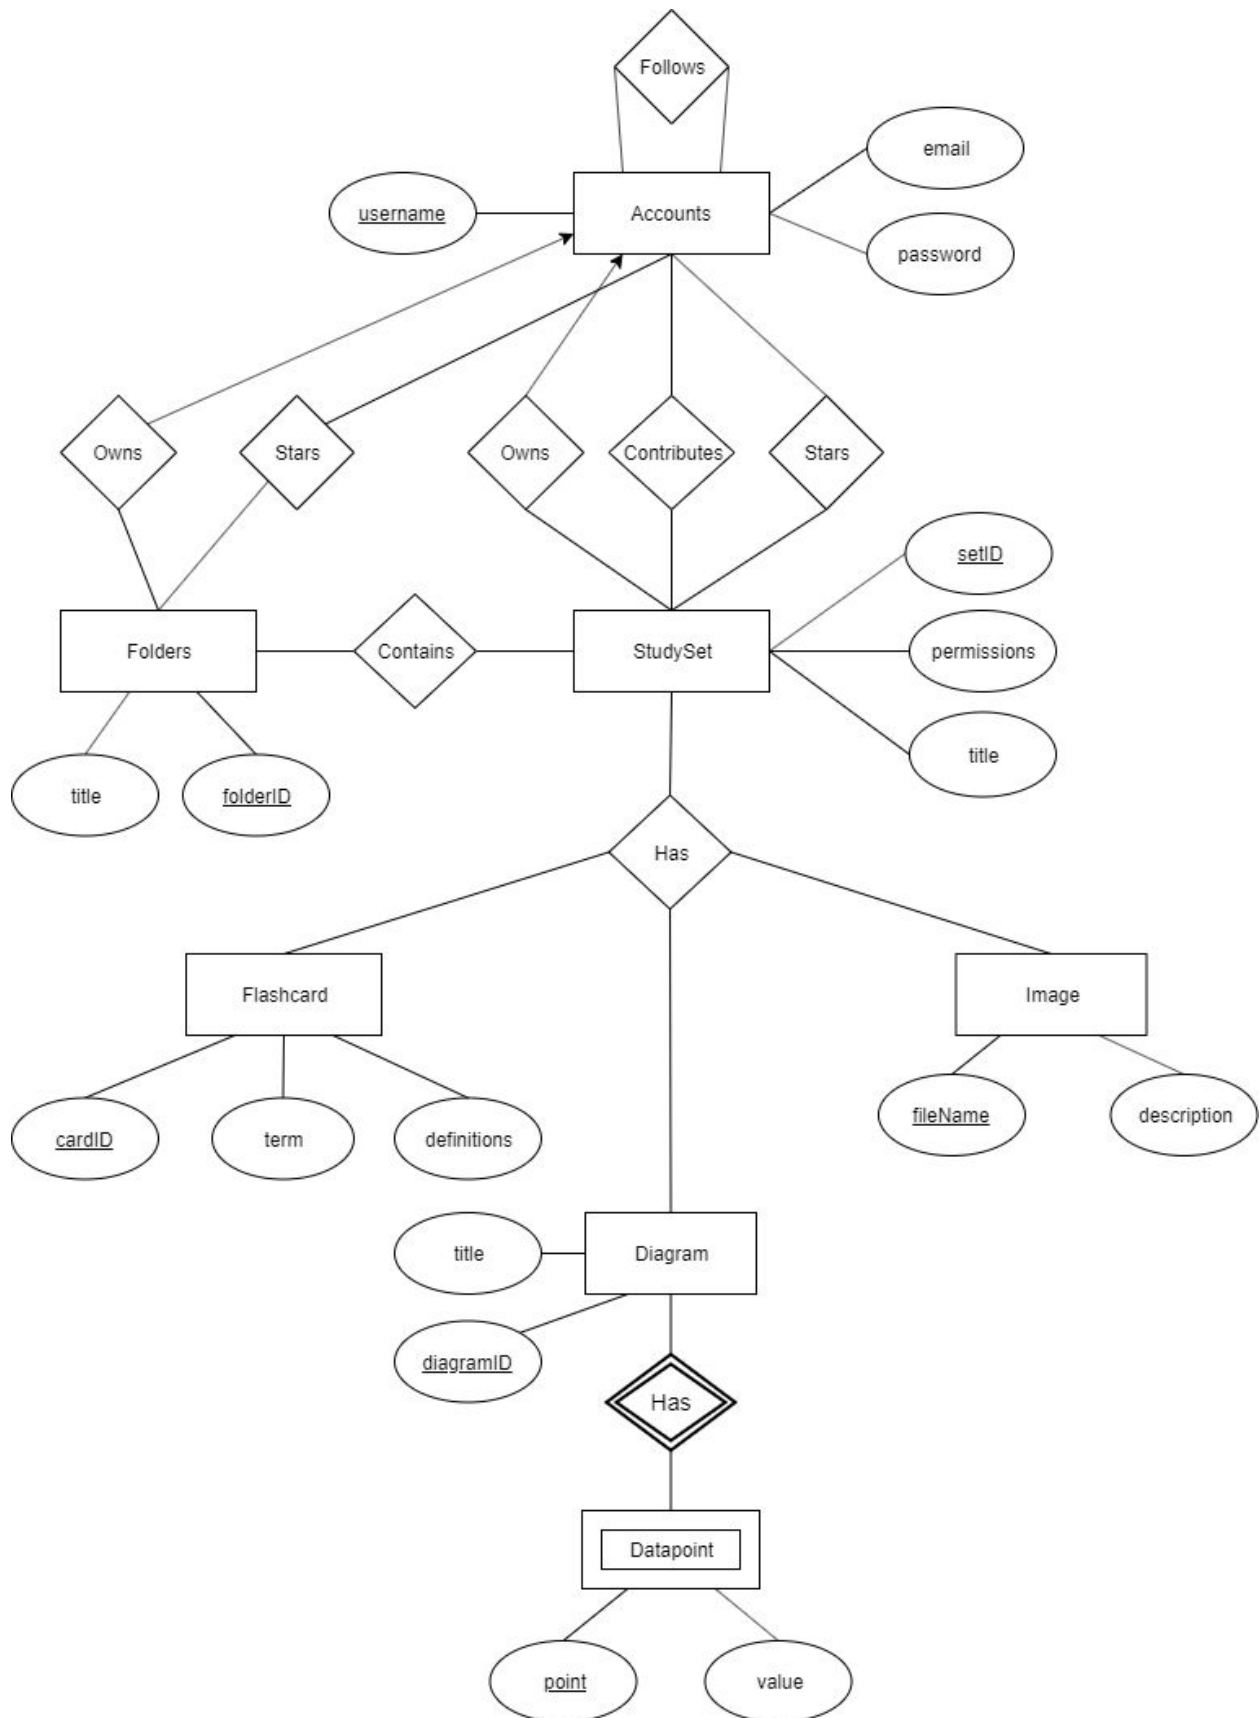 Follows
email
username
Accounts
password
Owns
Stars
Owns
Contributes
Stars
setID
Folders
Contains
StudySet
permissions
title
title
folderID
Has
Flashcard
Image
cardID
term
definitions
fileName
description
title
Diagram
diagramID
Has
Datapoint
point
value